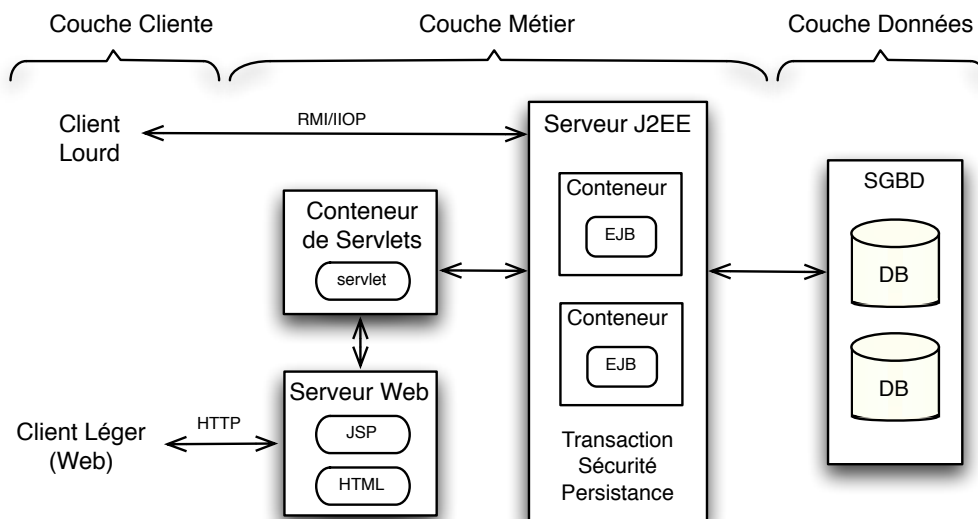 Couche Cliente
Couche Métier
Couche Données
Client
Lourd
RMI/IIOP
Serveur J2EE
Conteneur
EJB
Conteneur
EJB
Transaction
Sécurité
Persistance
Conteneur
de Servlets
servlet
Serveur Web
JSP
HTML
Client Léger
(Web)
HTTP
SGBD
DB
DB